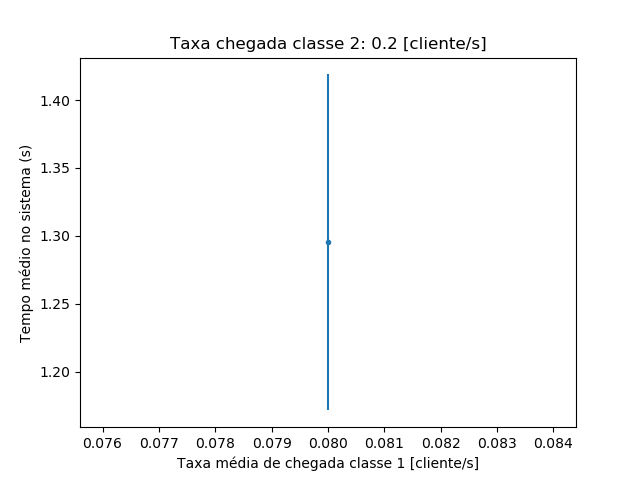 Taxa chegada classe 2: 0.2 [cliente/s]
1.40
1.35
1.30
1.25
1.20
Tempo médio no sistema (s)
0.076 0.077 0.078 0.079 0.080 0.081 0.082 0.083 0.084
Taxa média de chegada classe 1 [cliente/s]